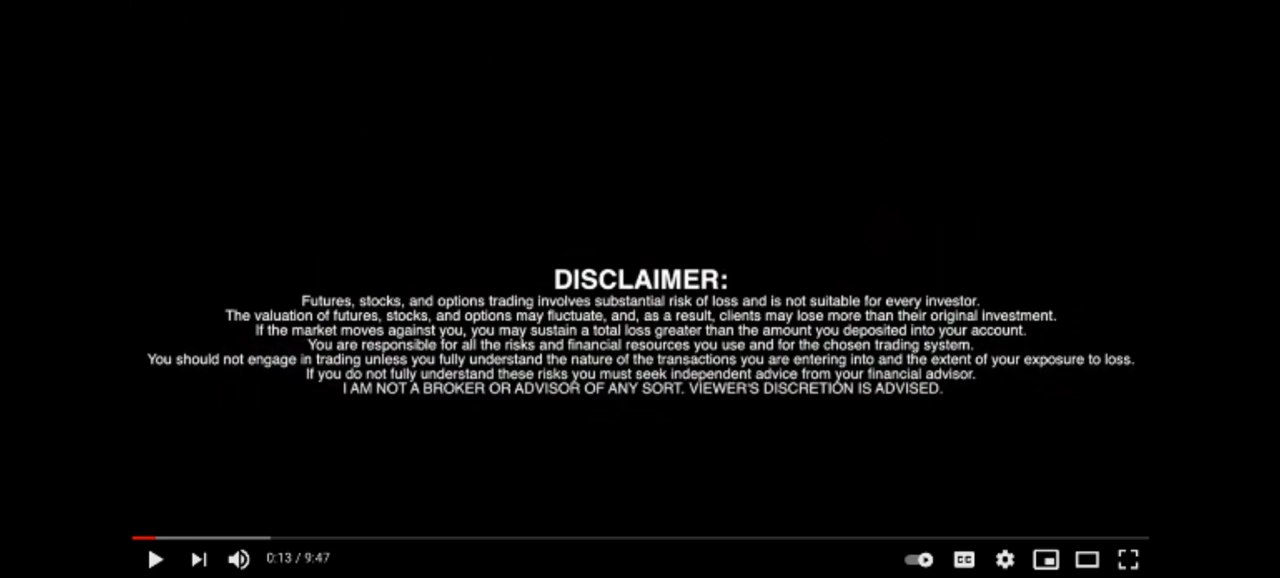 DISCLAIMER:
Futures, stocks, and options trading involves substantial risk of loss and is not suitable for every investor.
The valuation of futures, stocks, and options may fluctuate, and, as a result, clients may lose more than their original investment.
If the market moves against you, you may sustain a total loss greater than the amount you deposited into your account.
You are responsible for all the risks and financial resources you use and for the chosen trading system.
You should not engage in trading unless you fully understand the nature of the transactions you are entering into and the extent of your exposure to loss.
If you do not fully understand these risks you must seek independent advice from your financial advisor.
I AM NOT A BROKER OR ADVISOR OF ANY SORT. VIEWER'S DISCRETION IS ADVISED.
0:13 / 9:47
CC